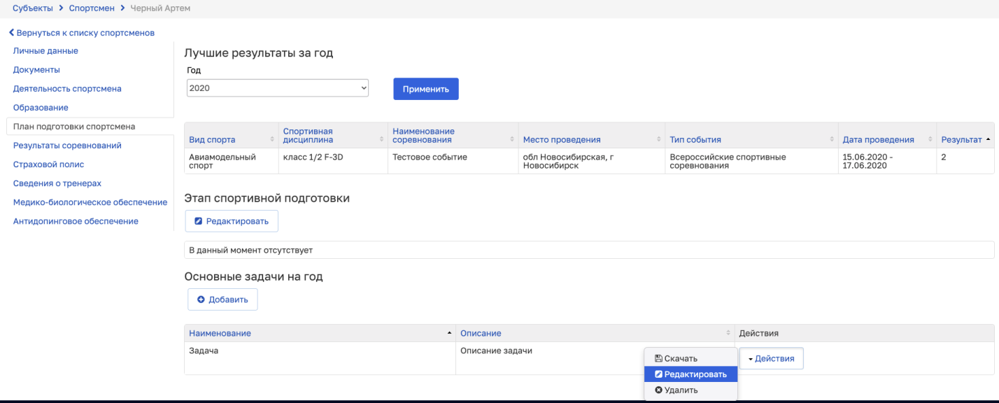 Субъекты > Спортсмен > Черный Артем
Вернуться к списку спортсменов
Личные данные
Документы
Деятельность спортсмена
Образование
План подготовки спортсмена
Результаты соревнований
Страховой полис
Сведения о тренерах
Медико-биологическое обеспечение
Антидопинговое обеспечение
Лучшие результаты за год
Год
2020
Применить
Вид спорта
Спортивная
дисциплина
Наименование
соревнования
Место проведения
Тип события
Дата проведения
Результат
Авиамодельный
спорт
класс 1/2 F-3D
Тестовое событие
обл Новосибирская, г
Новосибирск
Всероссийские спортивные
соревнования
15.06.2020 -
17.06.2020
2
Этап спортивной подготовки
Редактировать
В данный момент отсутствует
Основные задачи на год
Добавить
Наименование
Описание
Действия
Задача
Описание задачи
Действия
Скачать
Редактировать
Удалить